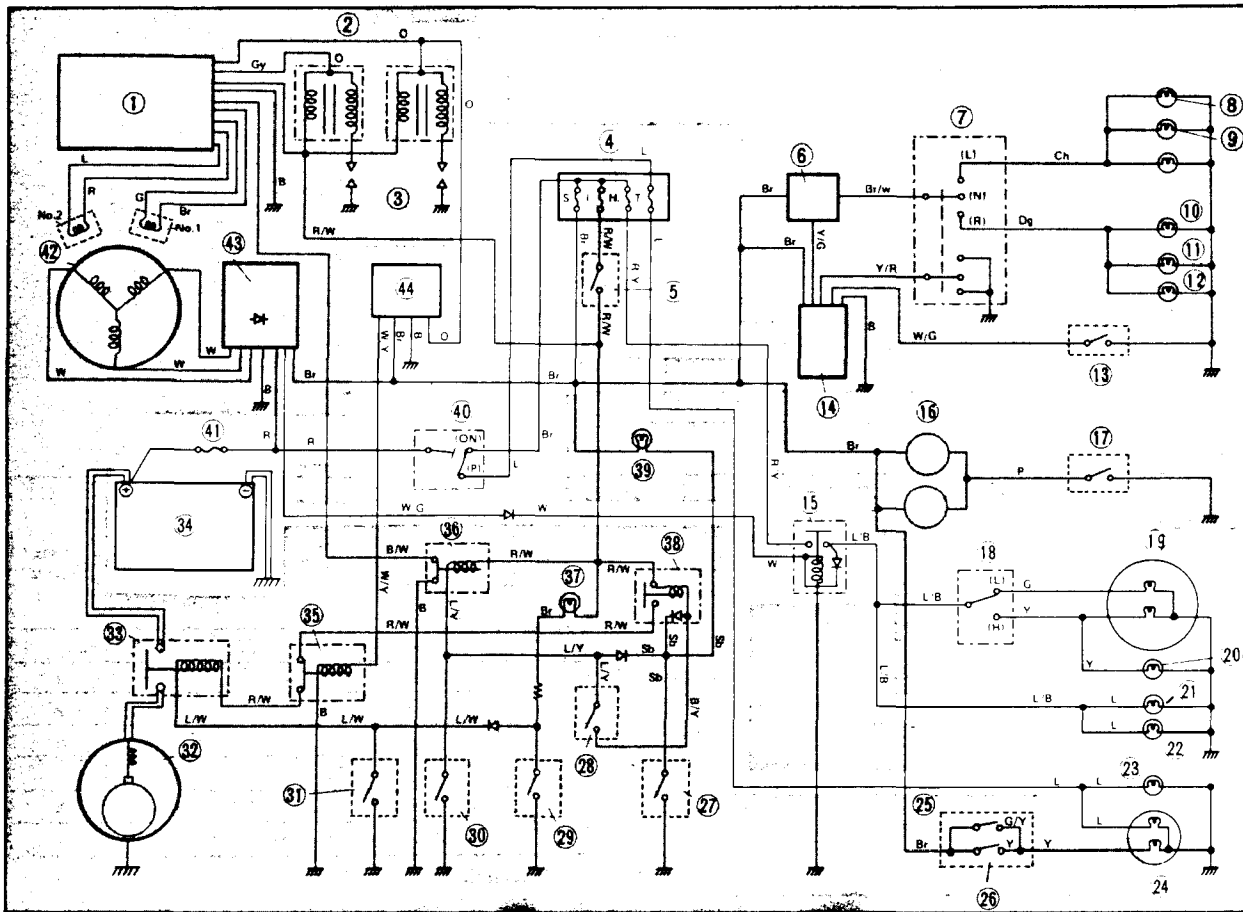 2
O
O
Gy
1
O
8
7
4
L
9
6
(L)
Ch
L
Br
Br/w
R
S
I
H.
T
(N)
B
G
3
10
Br
(R)
Dg
No.2
No.1
Y/G
R/W
Br
R/W
L
Br
11
42
43
Y/R
R Y
12
44
5
R/W
B
W/G
W Y
Br
B
O
W
W
W
Br
Br
13
B
14
16
40
41
Br
17
R
R
(ON)
Br
39
(P)
L
R Y
P
34
W G
W
15
36
38
L/B
19
B/W
R/W
R/W
W
18
(L)
G
W/Y
37
L/B
Y
B
L/Y
Br
35
(H)
33
R/W
R/W
Sb
Sb
20
L/Y
Sb
Y
L/Y
Sb
L/B
21
R/W
B
B/Y
L/B
L
L/W
L/W
L
32
28
22
23
31
27
L
25
30
29
G/Y
L
Br
Y
Y
26
24